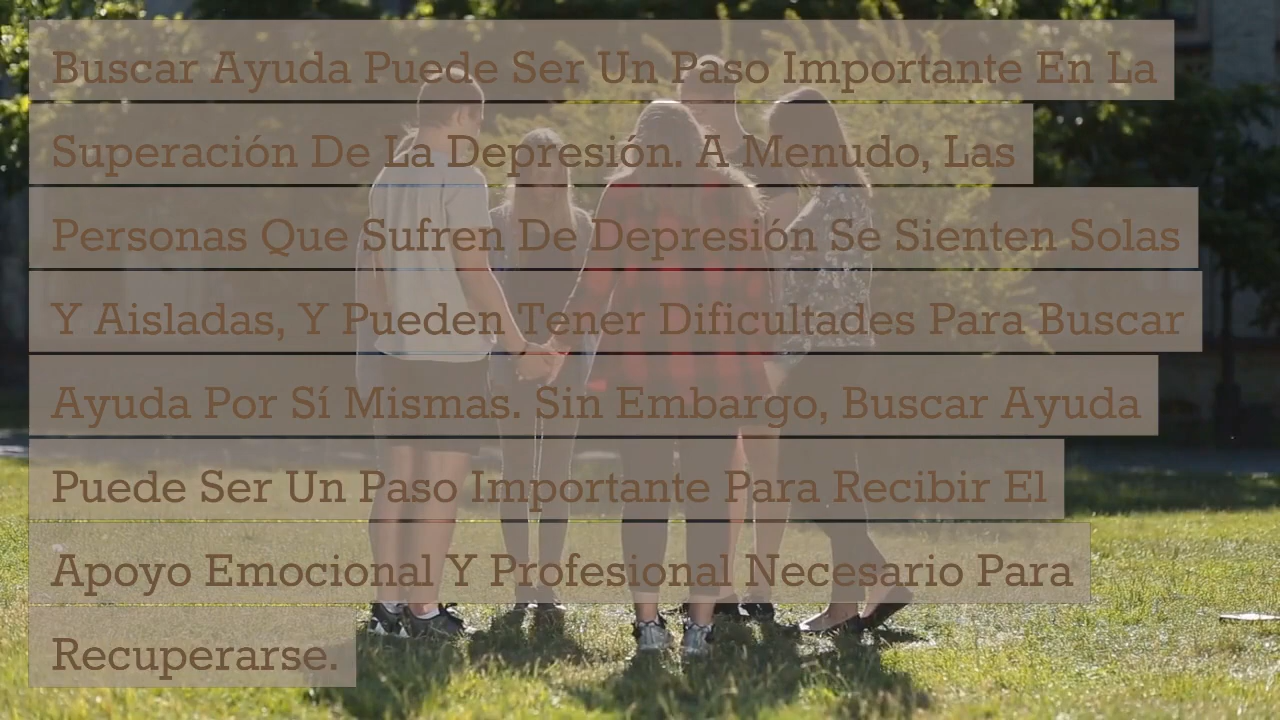 Buscar Ayuda Puede Ser Un Paso Importante En La
Superación De La Depresión. A Menudo, Las
Personas Que Sufren De Depresión Se Sienten Solas
Y Aisladas, Y Pueden Tener Dificultades Para Buscar
Ayuda Por Sí Mismas. Sin Embargo, Buscar Ayuda
Puede Ser Un Paso Importante Para Recibir El
Apoyo Emocional Y Profesional Necesario Para
Recuperarse.